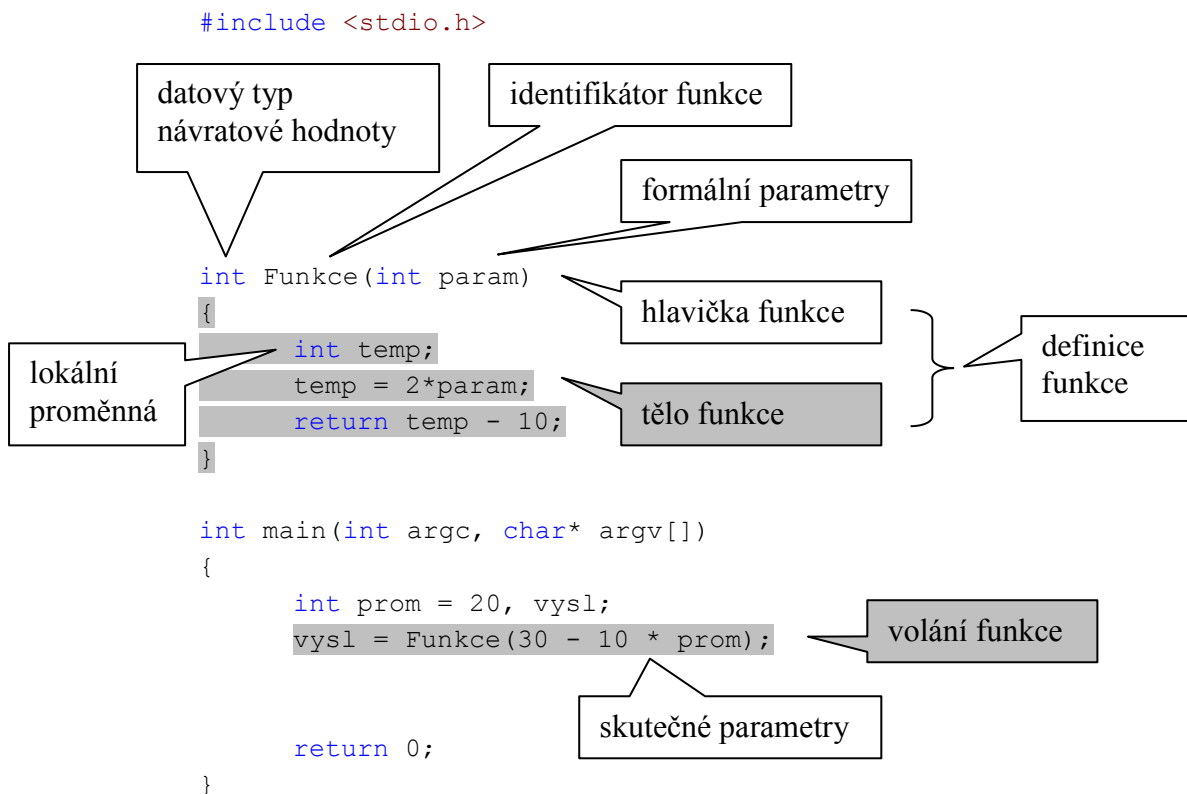 #include <stdio.h>
datový typ
návratové hodnoty
identifikátor funkce
formální parametry
int Funkce(int param)
hlavička funkce
{
int temp;
lokální
proměnná
definice
funkce
temp = 2*param;
tělo funkce
return temp - 10;
}
int main(int argc, char* argv[])
{
int prom = 20, vysl;
vysl = Funkce(30 - 10 * prom);
volání funkce
skutečné parametry
return 0;
}